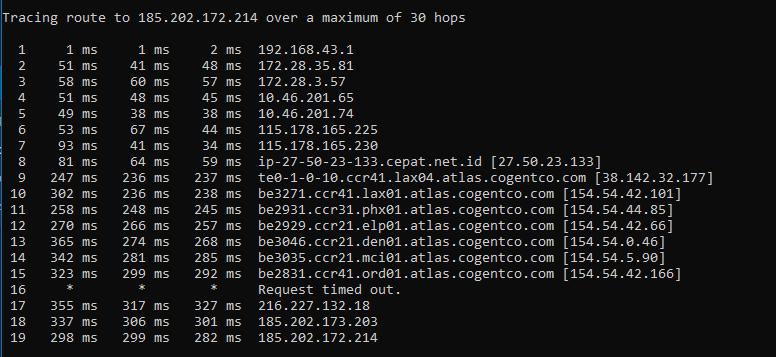 Tracing route to 185.202.172.214 over a maximum of 30 hops
1 1 ms 1 ms 2 ms 192.168.43.1
2 51 ms 41 ms 48 ms 172.28.35.81
3 58 ms 60 ms 57 ms 172.28.3.57
4 51 ms 48 ms 45 ms 10.46.201.65
5 49 ms 38 ms 38 ms 10.46.201.74
6 53 ms 67 ms 44 ms 115.178.165.225
7 93 ms 41 ms 34 ms 115.178.165.230
8 81 ms 64 ms 59 ms ip-27-50-23-133.cepat.net.id [27.50.23.133]
9 247 ms 236 ms 237 ms te0-1-0-10.ccr41.lax04.atlas.cogentco.com [38.142.32.177]
10 302 ms 236 ms 238 ms be3271.ccr41.lax01.atlas.cogentco.com [154.54.42.101]
11 258 ms 248 ms 245 ms be2931.ccr31.phx01.atlas.cogentco.com [154.54.44.85]
12 270 ms 266 ms 257 ms be2929.ccr21.elp01.atlas.cogentco.com [154.54.42.66]
13 365 ms 274 ms 268 ms be3046.ccr21.den01.atlas.cogentco.com [154.54.0.46]
14 342 ms 281 ms 285 ms be3035.ccr21.mci01.atlas.cogentco.com [154.54.5.90]
15 323 ms 299 ms 292 ms be2831.ccr41.ord01.atlas.cogentco.com [154.54.42.166]
16 * * * Request timed out.
17 355 ms 317 ms 327 ms 216.227.132.18
18 337 ms 306 ms 301 ms 185.202.173.203
19 298 ms 299 ms 282 ms 185.202.172.214